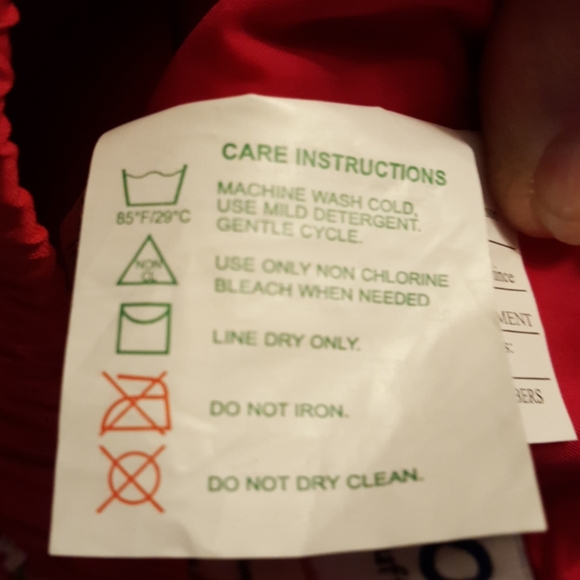 CARE INSTRUCTIONS
MACHINE WASH COLD,
USE MILD DETERGENT.
GENTLE CYCLE.
85°F/29°C
NON
CL
USE ONLY NON CHLORINE
BLEACH WHEN NEEDED
LINE DRY ONLY.
DO NOT IRON.
DO NOT DRY CLEAN.